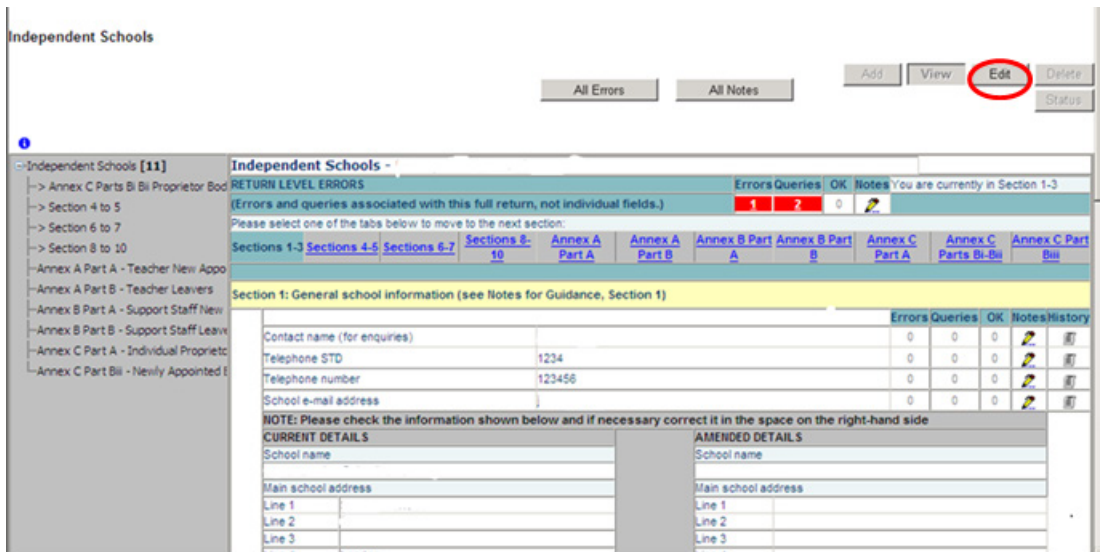 Independent Schools
Add View Edit Delete
All Errors All Notes
Status
Independent Schools [11]
> Annex C Parts Bi Bii Proprietor Bod
> Section 4 to 5
> Section 6 to 7
> Section 8 to 10
Annex A Part A - Teacher New Appo
Annex A Part B - Teacher Leavers
Annex B Part A - Support Staff New
Annex B Part B - Support Staff Leave
Annex C Part A - Individual Proprieto
Annex C Part Biii - Newly Appointed B
Independent Schools -
RETURN LEVEL ERRORS Errors Queries OK Notes You are currently in Section 1-3
(Errors and queries associated with this full return, not individual fields.) 1 2 0
Please select one of the tabs below to move to the next section:
Sections 1-3 Sections 4-5 Sections 6-7 Sections 8-10 Annex A Part A Annex A Part B Annex B Part A Annex B Part B Annex C Part A Annex C Parts Bi-Bii Annex C Part Biii
Section 1: General school information (see Notes for Guidance, Section 1)
Errors Queries OK Notes History
Contact name (for enquiries) 0 0 0
Telephone STD 1234 0 0 0
Telephone number 123456 0 0 0
School e-mail address 0 0 0
NOTE: Please check the information shown below and if necessary correct it in the space on the right-hand side
CURRENT DETAILS AMENDED DETAILS
School name School name
Main school address Main school address
Line 1 Line 1
Line 2 Line 2
Line 3 Line 3